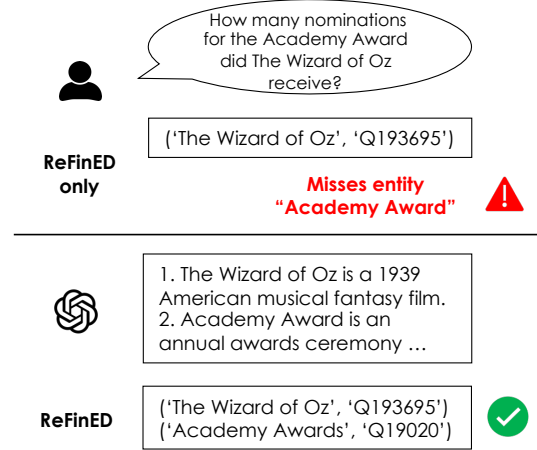 How many nominations
for the Academy Award
did The Wizard of Oz
receive?
('The Wizard of Oz', 'Q193695')
ReFinED
only
Misses entity
“Academy Award”
1. The Wizard of Oz is a 1939
American musical fantasy film.
2. Academy Award is an
annual awards ceremony …
ReFinED
('The Wizard of Oz', 'Q193695')
('Academy Awards', 'Q19020')